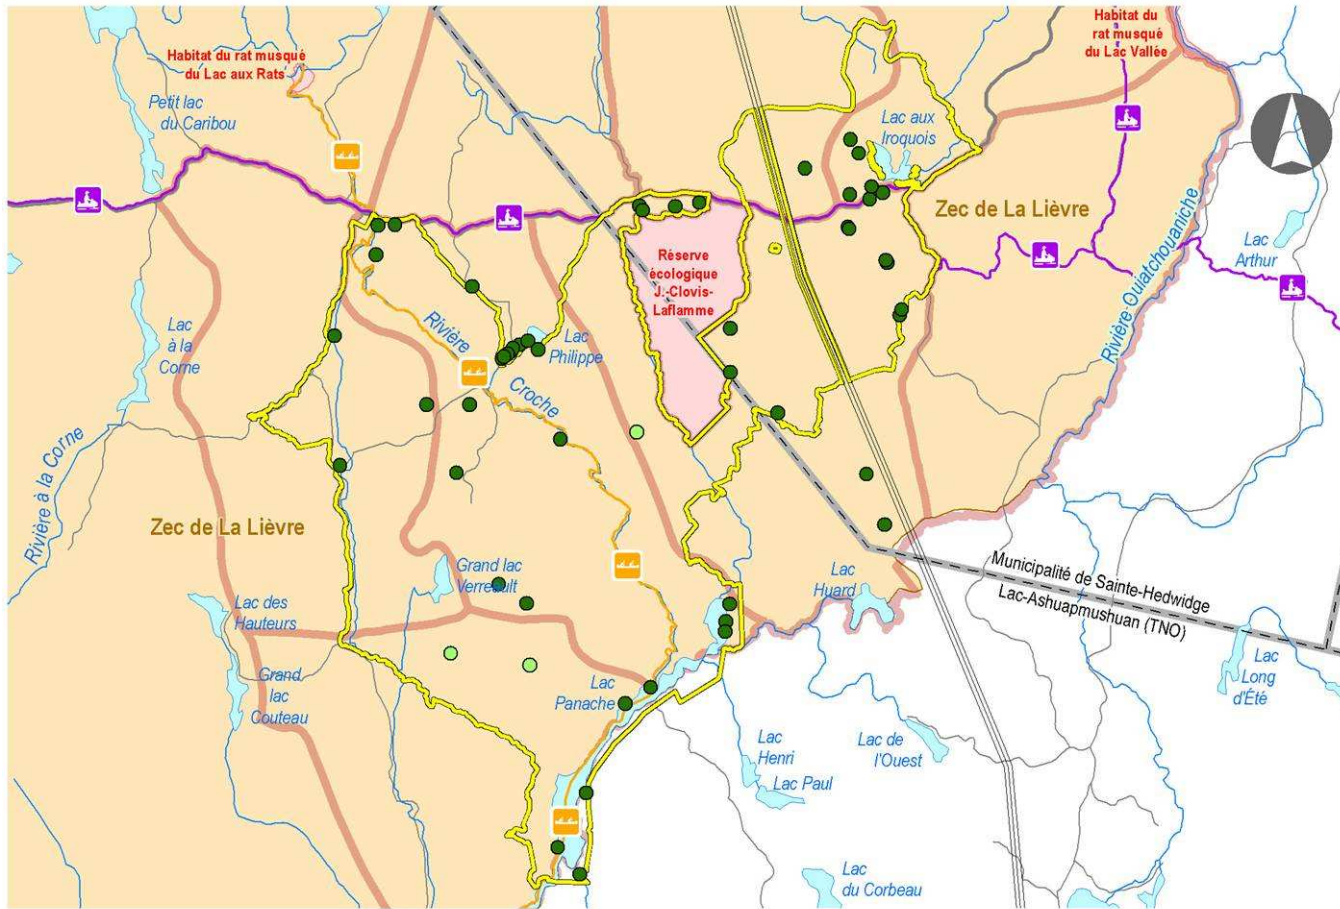 Habitat du rat musqué
du Lac aux Rats
Habitat du
rat musqué
du Lac Vallée
Petit lac
du Caribou
Lac aux
Iroquois
Zec de La Lièvre
Réserve
écologique
J.-Clovis-
Laflamme
Lac
Arthur
Rivière Ouiatchouaniche
Lac
à la
Corne
Rivière
Croche
Lac
Philippe
Rivière à la Corne
Zec de La Lièvre
Grand lac
Verreault
Lac des
Hauteurs
Lac
Huard
Municipalité de Sainte-Hedwidge
Lac-Ashuapmushuan (TNO)
Lac
Long
d'Été
Grand
lac
Couteau
Lac
Panache
Lac
Henri
Lac Paul
Lac de
l'Ouest
Lac
du Corbeau